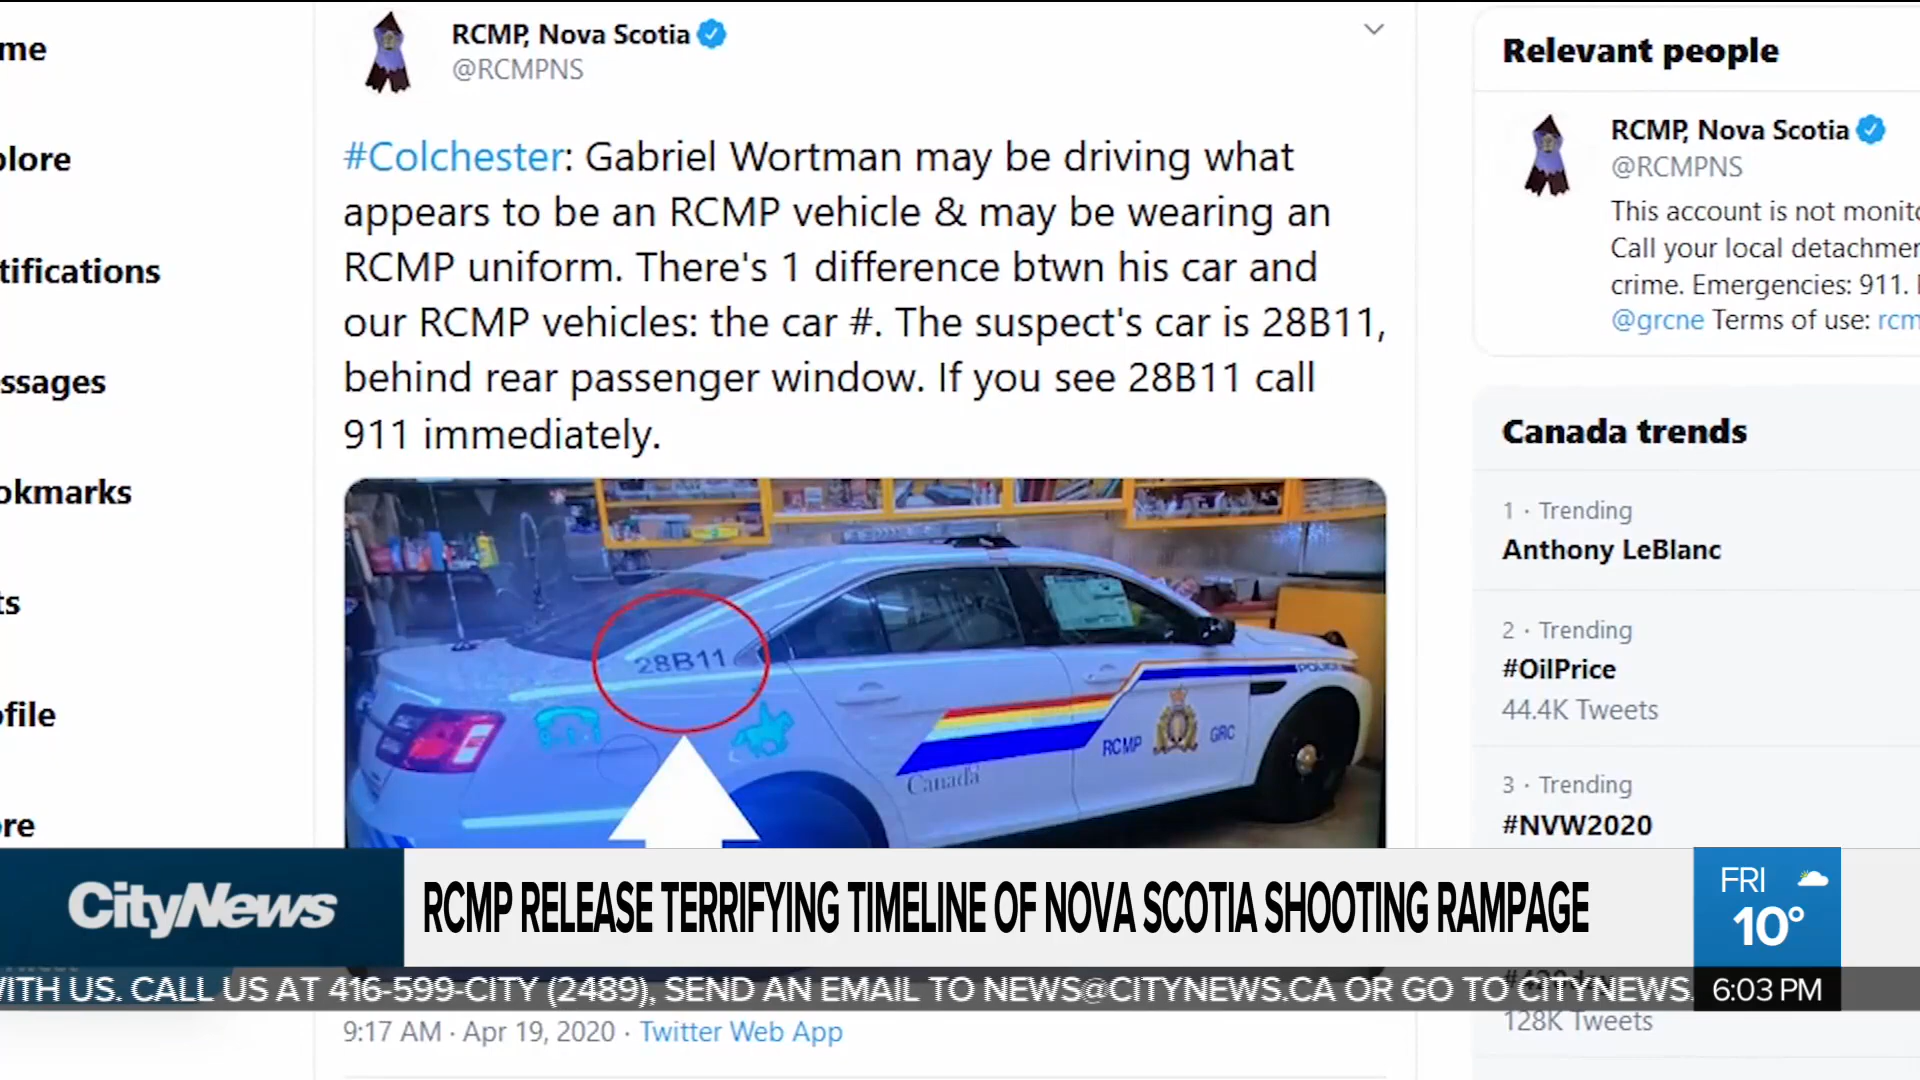 me
plore
tifications
ssages
okmarks
ts
ofile
ore
RCMP, Nova Scotia
@RCMPNS
#Colchester: Gabriel Wortman may be driving what
appears to be an RCMP vehicle & may be wearing an
RCMP uniform. There's 1 difference btwn his car and
our RCMP vehicles: the car #. The suspect's car is 28B11,
behind rear passenger window. If you see 28B11 call
911 immediately.
28B11
POLICE
RCMP
GRC
Canada
9:17 AM · Apr 19, 2020 · Twitter Web App
Relevant people
RCMP, Nova Scotia
@RCMPNS
This account is not monito
Call your local detachmen
crime. Emergencies: 911.
@grcne Terms of use: rcm
Canada trends
1 · Trending
Anthony LeBlanc
2 · Trending
#OilPrice
44.4K Tweets
3 · Trending
#NVW2020
128K Tweets
CityNews
RCMP RELEASE TERRIFYING TIMELINE OF NOVA SCOTIA SHOOTING RAMPAGE
FRI
10°
WITH US. CALL US AT 416-599-CITY (2489), SEND AN EMAIL TO NEWS@CITYNEWS.CA OR GO TO CITYNEWS.
6:03 PM